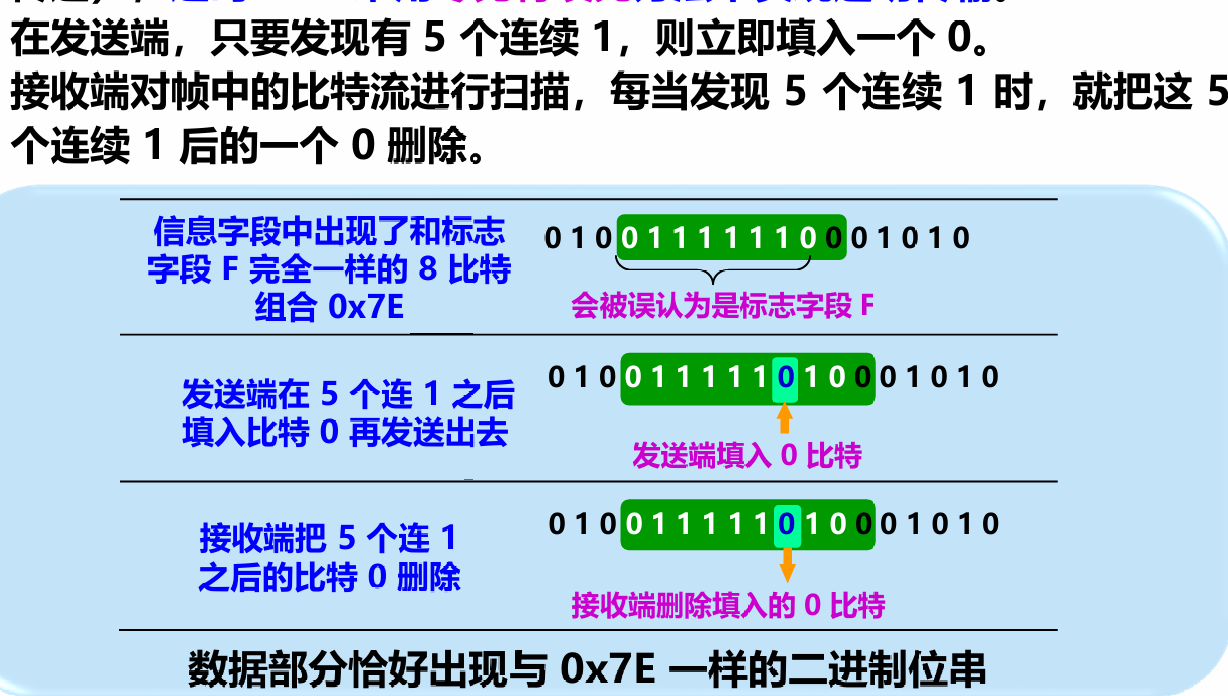 在发送端，只要发现有 5 个连续 1，则立即填入一个 0。
接收端对帧中的比特流进行扫描，每当发现 5 个连续 1 时，就把这 5
个连续 1 后的一个 0 删除。
信息字段中出现了和标志
字段 F 完全一样的 8 比特
组合 0x7E
0 1 0 0 1 1 1 1 1 1 0 0 0 1 0 1 0
会被误认为是标志字段 F
发送端在 5 个连 1 之后
填入比特 0 再发送出去
0 1 0 0 1 1 1 1 1 0 1 0 0 0 1 0 1 0
发送端填入 0 比特
接收端把 5 个连 1
之后的比特 0 删除
0 1 0 0 1 1 1 1 1 0 1 0 0 0 1 0 1 0
接收端删除填入的 0 比特
数据部分恰好出现与 0x7E 一样的二进制位串